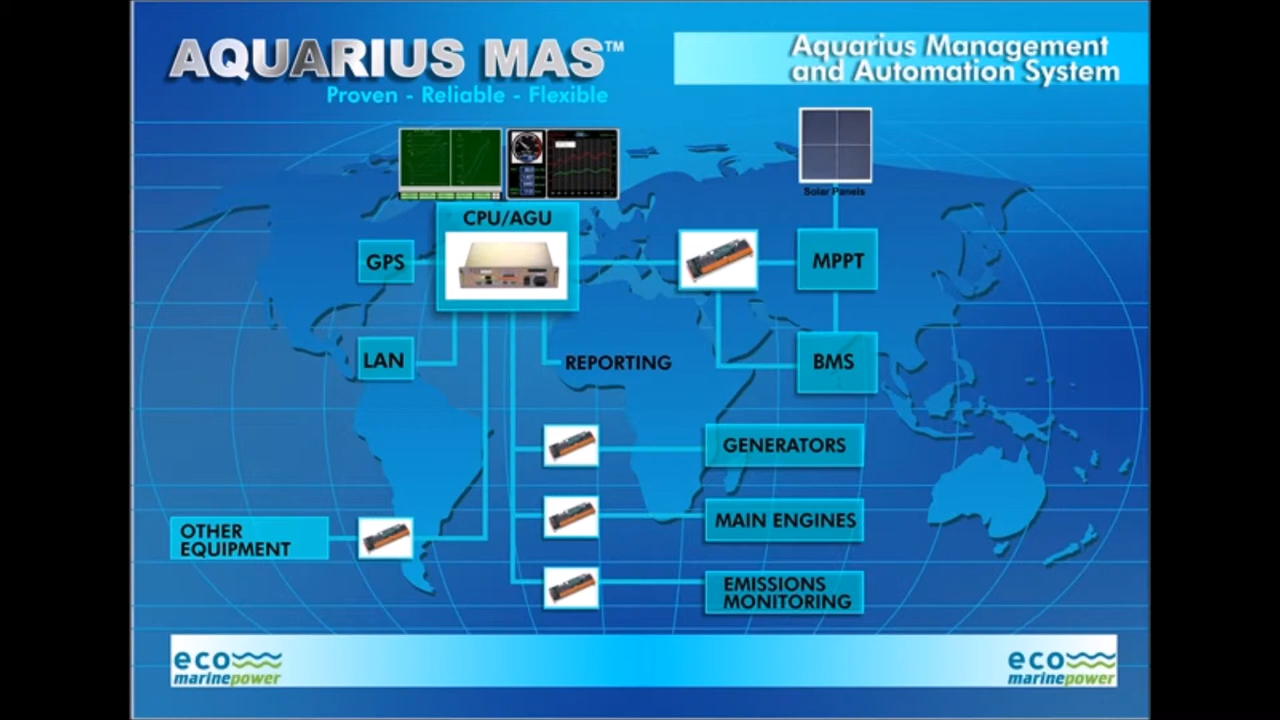 AQUARIUS MAS™
Proven - Reliable - Flexible
Aquarius Management
and Automation System
Solar Panels
CPU/AGU
GPS
MPPT
LAN
REPORTING
BMS
GENERATORS
MAIN ENGINES
OTHER
EQUIPMENT
EMISSIONS
MONITORING
eco
marinepower
eco
marinepower